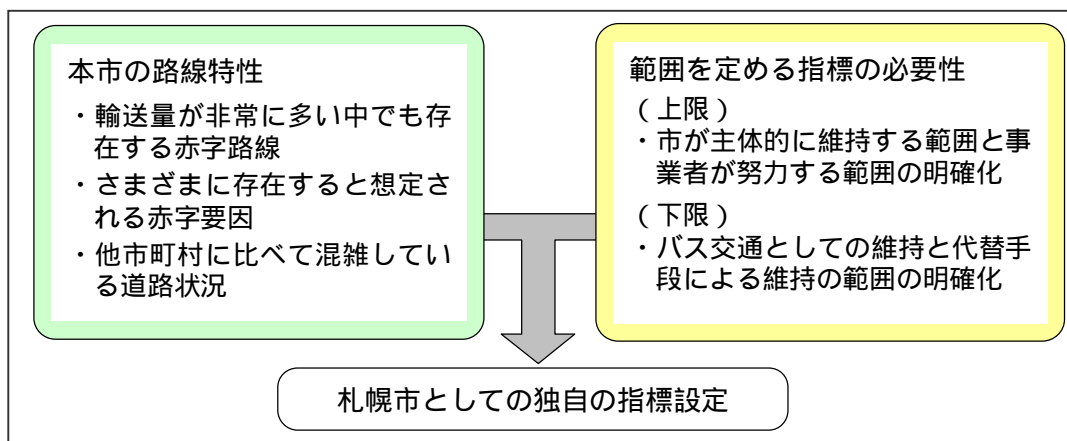 本市の路線特性
・輸送量が非常に多い中でも存
在する赤字路線
・さまざまに存在すると想定さ
れる赤字要因
・他市町村に比べて混雑してい
る道路状況
範囲を定める指標の必要性
（上限）
・市が主体的に維持する範囲と事
業者が努力する範囲の明確化
（下限）
・バス交通としての維持と代替手
段による維持の範囲の明確化
札幌市としての独自の指標設定